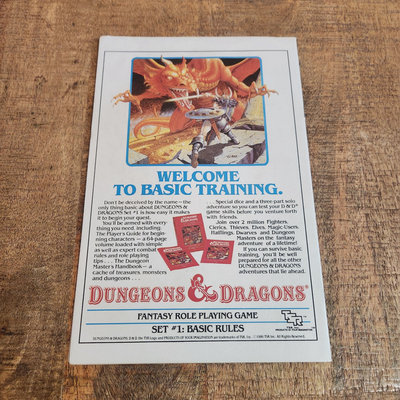 WELCOME
TO BASIC TRAINING.
Don't be deceived by the name — the
only thing basic about DUNGEONS &
DRAGONS Set #1 is how easy it makes
it to begin your quest.
You'll be armed with every
thing you need, including:
The Player's Guide for begin-
ning characters — a 64-page
volume loaded with simple
as well as expert combat
rules and role playing
tips . . . The Dungeon
Master's Handbook — a
cache of treasures, monsters
and dungeons . . .
. . . Special dice and a three-part solo
adventure so you can test your D&D®
game skills before you venture forth
with friends.
Join over 2 million Fighters,
Clerics, Thieves, Elves, Magic-Users,
Halflings, Dwarves and Dungeon
Masters on the fantasy
adventure of a lifetime!
If you can survive basic
training, you'll be well
prepared for all the other
DUNGEONS & DRAGONS
adventures that lie ahead.
DUNGEONS & DRAGONS®
FANTASY ROLE PLAYING GAME
SET #1: BASIC RULES
TSR